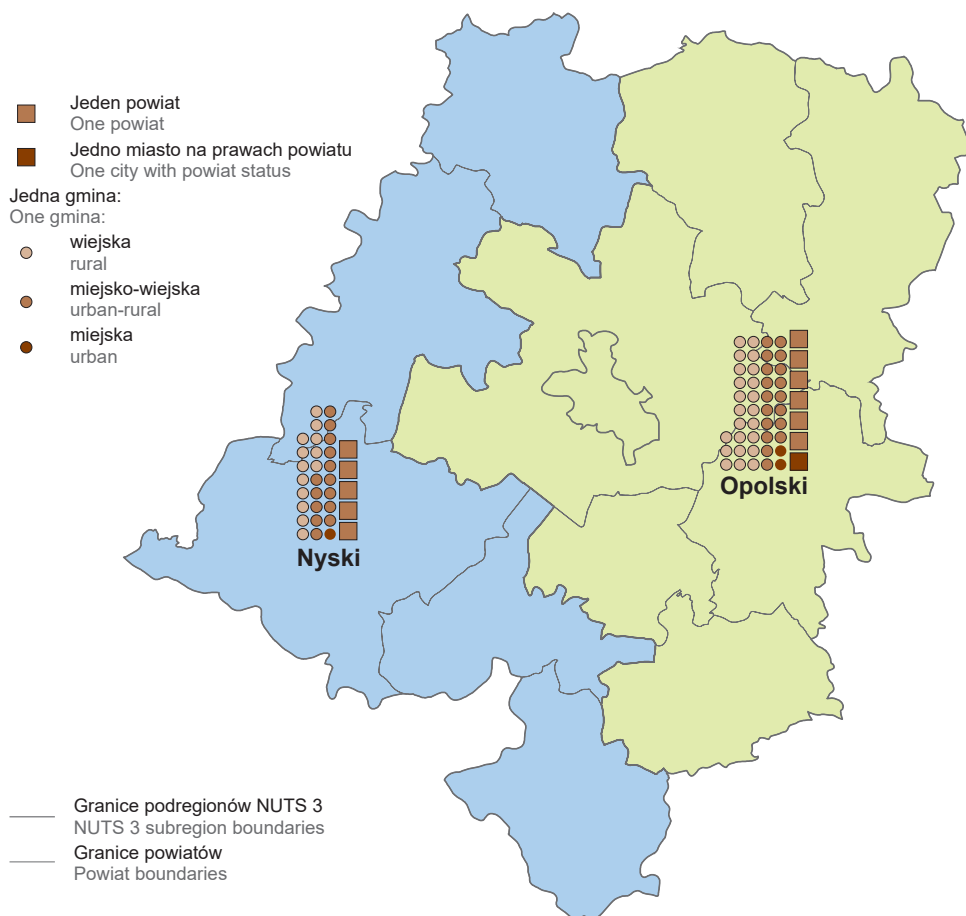 Jeden powiat
One powiat
Jedno miasto na prawach powiatu
One city with powiat status
Jedna gmina:
One gmina:
wiejska
rural
miejsko-wiejska
urban-rural
miejska
urban
Opolski
Nyski
Granice podregionów NUTS 3
NUTS 3 subregion boundaries
Granice powiatów
Powiat boundaries